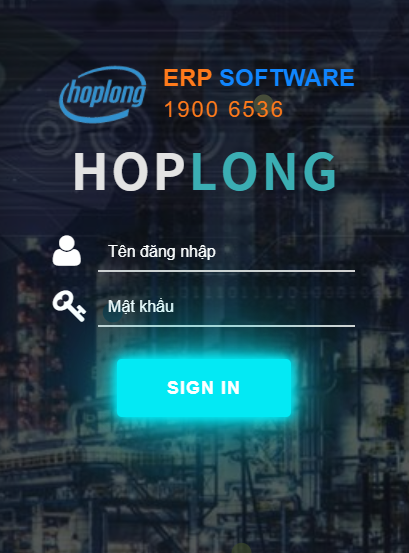 hoplong
ERP SOFTWARE
1900 6536
HOPLONG
Tên đăng nhập
Mật khẩu
SIGN IN